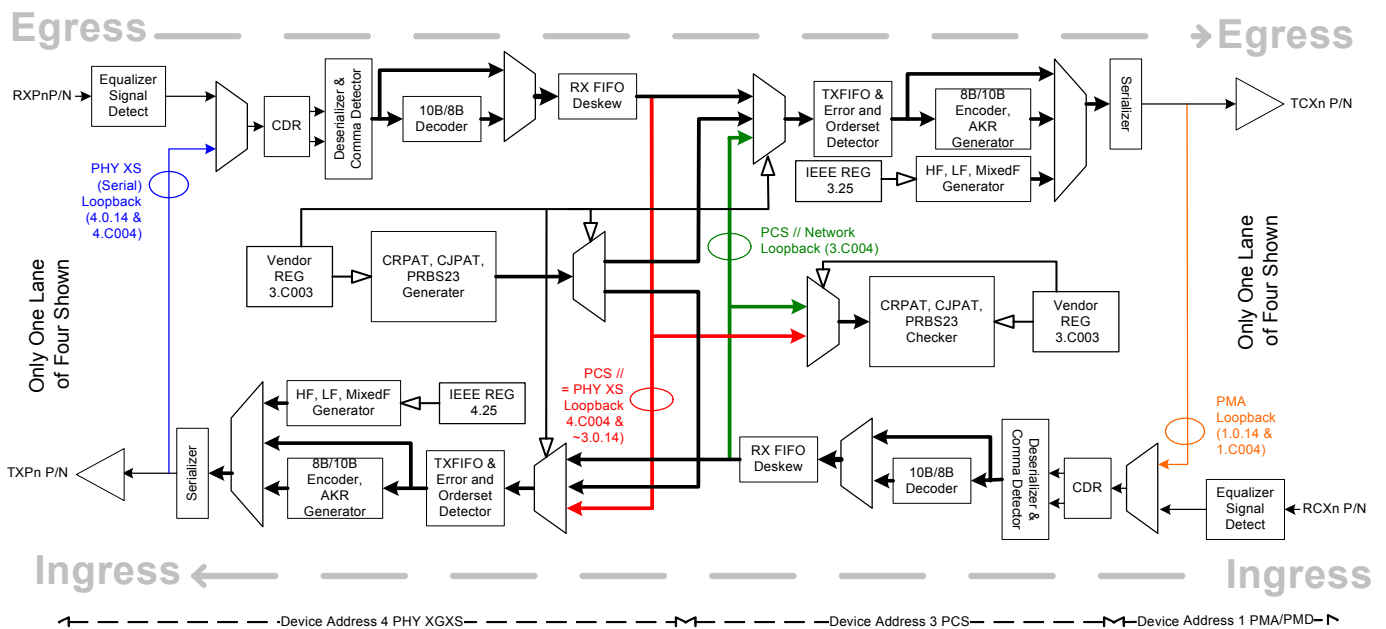 Egress
Egress
RXPnP/N
Equalizer
Signal
Detect
CDR
Deserializer &
Comma Detector
10B/8B
Decoder
RX FIFO
Deskew
TXFIFO &
Error and
Orderset
Detector
8B/10B
Encoder,
AKR
Generator
Serializer
TCXn P/N
IEEE REG
3.25
HF, LF, MixedF
Generator
PHY XS
(Serial)
Loopback
(4.0.14 &
4.C004)
Vendor
REG
3.C003
CRPAT, CJPAT,
PRBS23
Generater
PCS // Network
Loopback (3.C004)
CRPAT, CJPAT,
PRBS23
Checker
Vendor
REG
3.C003
Only One Lane
of Four Shown
Only One Lane
of Four Shown
HF, LF, MixedF
Generator
IEEE REG
4.25
PCS //
= PHY XS
Loopback
4.C004 &
~3.0.14)
PMA
Loopback
(1.0.14 &
1.C004)
TXPn P/N
Serializer
8B/10B
Encoder,
AKR
Generator
TXFIFO &
Error and
Orderset
Detector
RX FIFO
Deskew
10B/8B
Decoder
Deserializer &
Comma Detector
CDR
Equalizer
Signal
Detect
RCXn P/N
Ingress
Ingress
Device Address 4 PHY XGXS
Device Address 3 PCS
Device Address 1 PMA/PMD